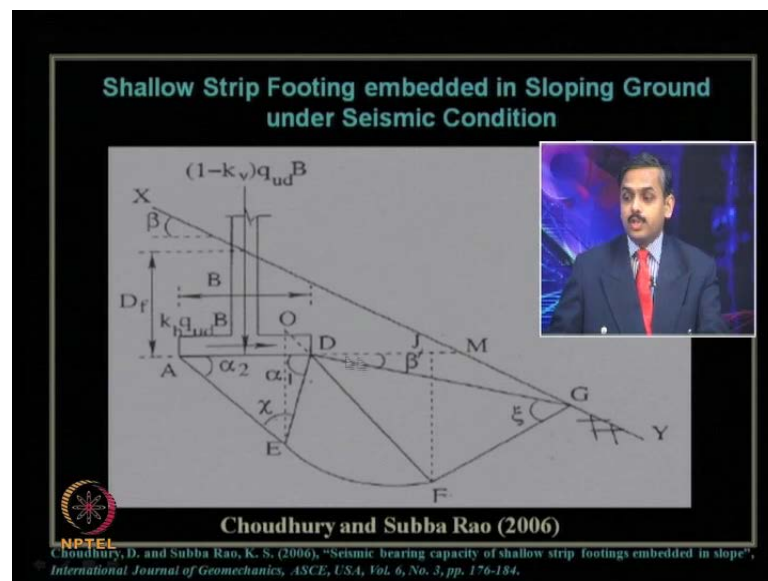 Shallow Strip Footing embedded in Sloping Ground
under Seismic Condition
(1-kv)qudB
X
β
B
Df
khqudB
O
D
J
M
β'
A
α2
α1
G
χ
ξ
Y
E
F
Choudhury and Subba Rao (2006)
NPTEL
Choudhury, D. and Subba Rao, K. S. (2006), "Seismic bearing capacity of shallow strip footings embedded in slope",
International Journal of Geomechanics, ASCE, USA, Vol. 6, No. 3, pp. 176-184.